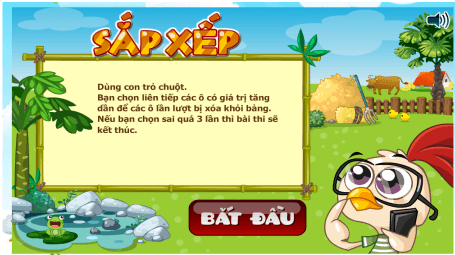 SẮP XẾP
Dùng con trỏ chuột.
Bạn chọn liên tiếp các ô có giá trị tăng
dần để các ô lần lượt bị xóa khỏi bảng.
Nếu bạn chọn sai quá 3 lần thì bài thi sẽ
kết thúc.
BẮT ĐẦU